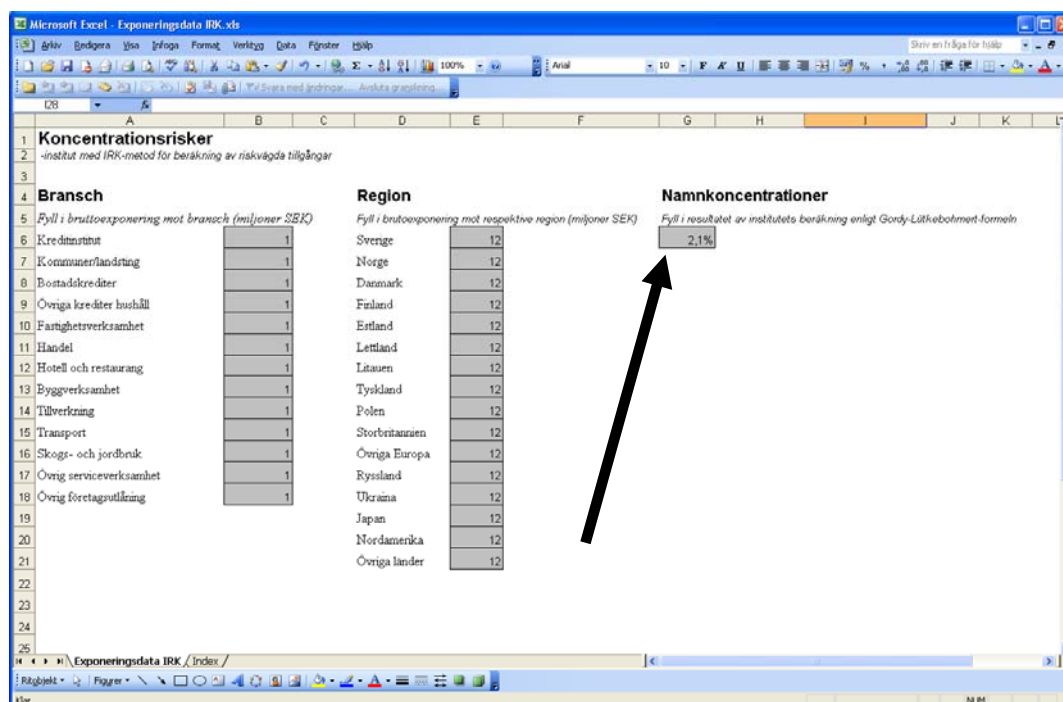 Microsoft Excel - Exponeringsdata IRK.xls
Arkiv Redigera Visa Infoga Format Verktyg Data Fönster Hjälp Skriv en fråga för hjälp
100% Arial 10 F K U
Svara med ändringar... Avsluta granskning...
I28 fx
A B C D E F G H I J K L
1 Koncentrationsrisker
2 -institut med IRK-metod för beräkning av riskvägda tillgångar
3
4 Bransch Region Namnkoncentrationer
5 Fyll i bruttoexponering mot bransch (miljoner SEK) Fyll i brutoexponering mot respektive region (miljoner SEK) Fyll i resultatet av institutets beräkning enligt Gordy-Lütkebohmert-formeln
6 Kreditinstitut 1 Sverige 12 2,1%
7 Kommuner/landsting 1 Norge 12
8 Bostadskrediter 1 Danmark 12
9 Övriga krediter hushåll 1 Finland 12
10 Fastighetsverksamhet 1 Estland 12
11 Handel 1 Lettland 12
12 Hotell och restaurang 1 Litauen 12
13 Byggverksamhet 1 Tyskland 12
14 Tillverkning 1 Polen 12
15 Transport 1 Storbritannien 12
16 Skogs- och jordbruk 1 Övriga Europa 12
17 Övrig serviceverksamhet 1 Ryssland 12
18 Övrig företagsutlåning 1 Ukraina 12
19 Japan 12
20 Nordamerika 12
21 Övriga länder 12
22
23
24
25
Exponeringsdata IRK Index
Ritobjekt Figurer
Klar NUM